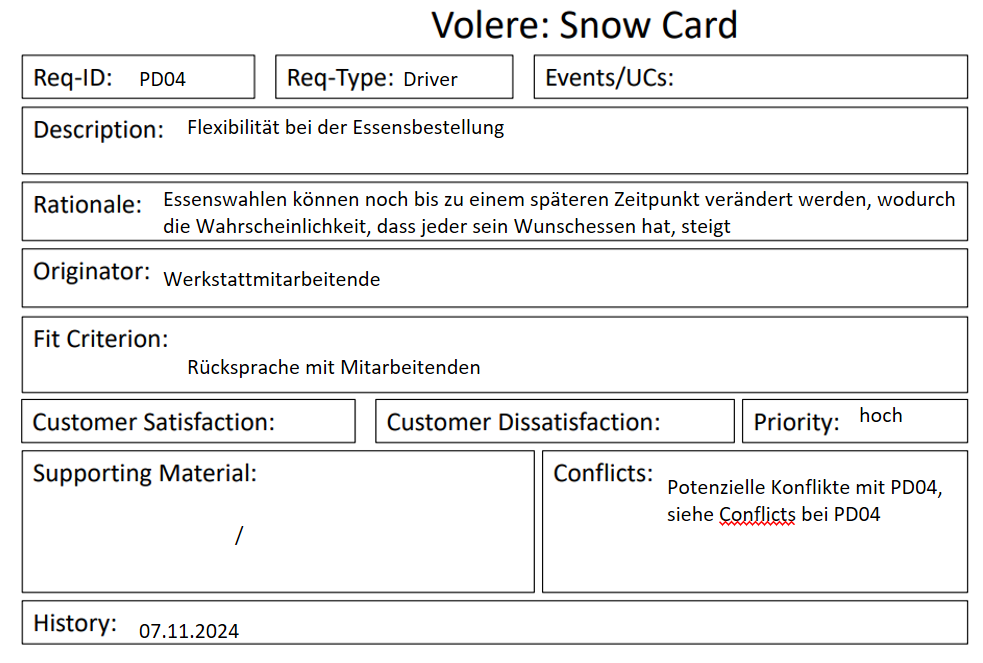 Volere: Snow Card
Req-ID: PD04
Req-Type: Driver
Events/UCs:
Description: Flexibilität bei der Essensbestellung
Rationale: Essenswahlen können noch bis zu einem späteren Zeitpunkt verändert werden, wodurch
die Wahrscheinlichkeit, dass jeder sein Wunschessen hat, steigt
Originator: Werkstattmitarbeitende
Fit Criterion:
Rücksprache mit Mitarbeitenden
Customer Satisfaction:
Customer Dissatisfaction:
Priority: hoch
Supporting Material:
/
Conflicts: Potenzielle Konflikte mit PD04,
siehe Conflicts bei PD04
History: 07.11.2024